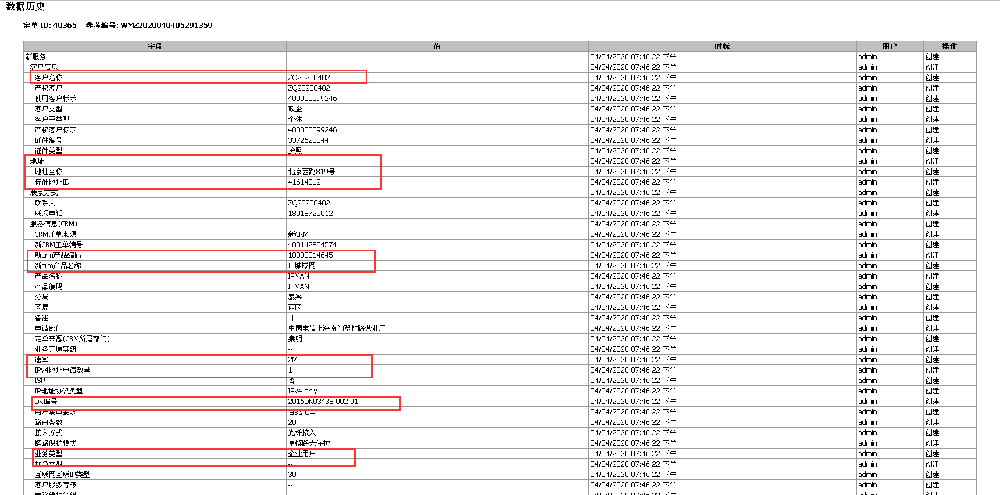 数据历史
定单 ID: 40365 参考编号: WMZ2020040405291359
字段 值 时标 用户 操作
新服务 04/04/2020 07:46:22 下午 admin 创建
客户信息 04/04/2020 07:46:22 下午 admin 创建
客户名称 ZQ20200402 04/04/2020 07:46:22 下午 admin 创建
产权客户 ZQ20200402 04/04/2020 07:46:22 下午 admin 创建
使用客户标示 400000099246 04/04/2020 07:46:22 下午 admin 创建
客户类型 政企 04/04/2020 07:46:22 下午 admin 创建
客户子类型 个体 04/04/2020 07:46:22 下午 admin 创建
产权客户标示 400000099246 04/04/2020 07:46:22 下午 admin 创建
证件编号 3372623344 04/04/2020 07:46:22 下午 admin 创建
证件类型 护照 04/04/2020 07:46:22 下午 admin 创建
地址 04/04/2020 07:46:22 下午 admin 创建
地址全称 北京西路819号 04/04/2020 07:46:22 下午 admin 创建
标准地址ID 41614012 04/04/2020 07:46:22 下午 admin 创建
联系方式 04/04/2020 07:46:22 下午 admin 创建
联系人 ZQ20200402 04/04/2020 07:46:22 下午 admin 创建
联系电话 18918720012 04/04/2020 07:46:22 下午 admin 创建
服务信息(CRM) 04/04/2020 07:46:22 下午 admin 创建
CRM订单来源 新CRM 04/04/2020 07:46:22 下午 admin 创建
新CRM工单编号 400142854574 04/04/2020 07:46:22 下午 admin 创建
新crm产品编码 10000314645 04/04/2020 07:46:22 下午 admin 创建
新crm产品名称 IP城域网 04/04/2020 07:46:22 下午 admin 创建
产品名称 IPMAN 04/04/2020 07:46:22 下午 admin 创建
产品编码 IPMAN 04/04/2020 07:46:22 下午 admin 创建
分局 泰兴 04/04/2020 07:46:22 下午 admin 创建
区局 西区 04/04/2020 07:46:22 下午 admin 创建
备注 || 04/04/2020 07:46:22 下午 admin 创建
申请部门 中国电信上海南门翠竹路营业厅 04/04/2020 07:46:22 下午 admin 创建
定单来源(CRM所属部门) 崇明 04/04/2020 07:46:22 下午 admin 创建
业务开通等级 -- 04/04/2020 07:46:22 下午 admin 创建
速率 2M 04/04/2020 07:46:22 下午 admin 创建
IPv4地址申请数量 1 04/04/2020 07:46:22 下午 admin 创建
ISP 否 04/04/2020 07:46:22 下午 admin 创建
IP地址协议类型 IPv4 only 04/04/2020 07:46:22 下午 admin 创建
DK编号 2016DK03438-002-01 04/04/2020 07:46:22 下午 admin 创建
用户端口要求 百兆电口 04/04/2020 07:46:22 下午 admin 创建
路由条数 20 04/04/2020 07:46:22 下午 admin 创建
接入方式 光纤接入 04/04/2020 07:46:22 下午 admin 创建
链路保护模式 单链路无保护 04/04/2020 07:46:22 下午 admin 创建
业务类型 企业用户 04/04/2020 07:46:22 下午 admin 创建
加急类型 -- 04/04/2020 07:46:22 下午 admin 创建
互联网互联IP类型 30 04/04/2020 07:46:22 下午 admin 创建
客户服务等级 -- 04/04/2020 07:46:22 下午 admin 创建
电路维护等级 04/04/2020 07:46:22 下午 admin 创建